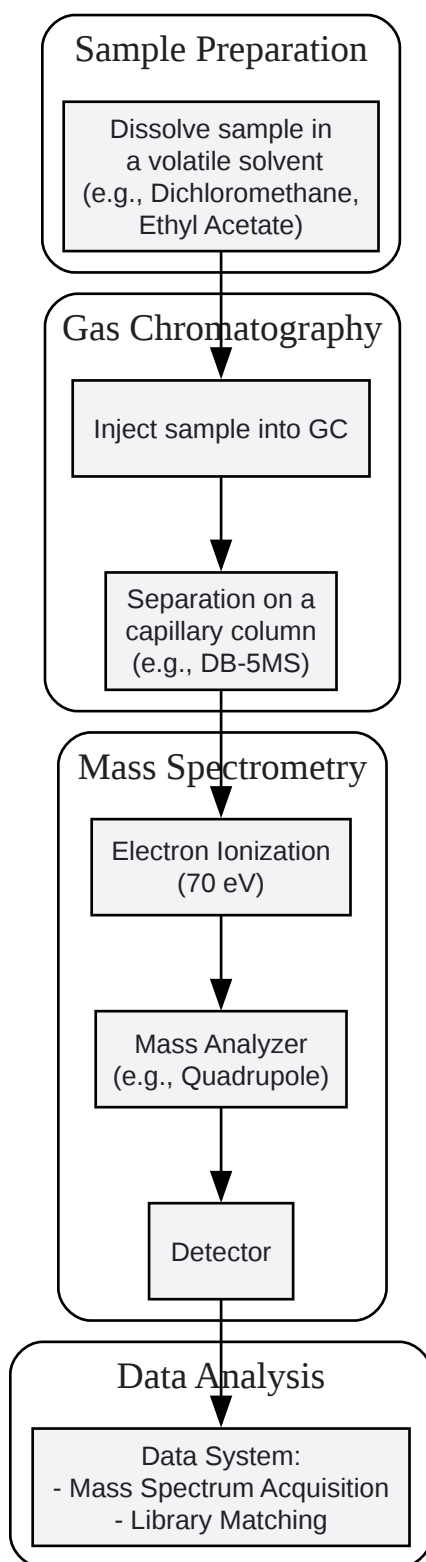 Sample Preparation
Dissolve sample in
a volatile solvent
(e.g., Dichloromethane,
Ethyl Acetate)
Gas Chromatography
Inject sample into GC
Separation on a
capillary column
(e.g., DB-5MS)
Mass Spectrometry
Electron Ionization
(70 eV)
Mass Analyzer
(e.g., Quadrupole)
Detector
Data Analysis
Data System:
- Mass Spectrum Acquisition
- Library Matching